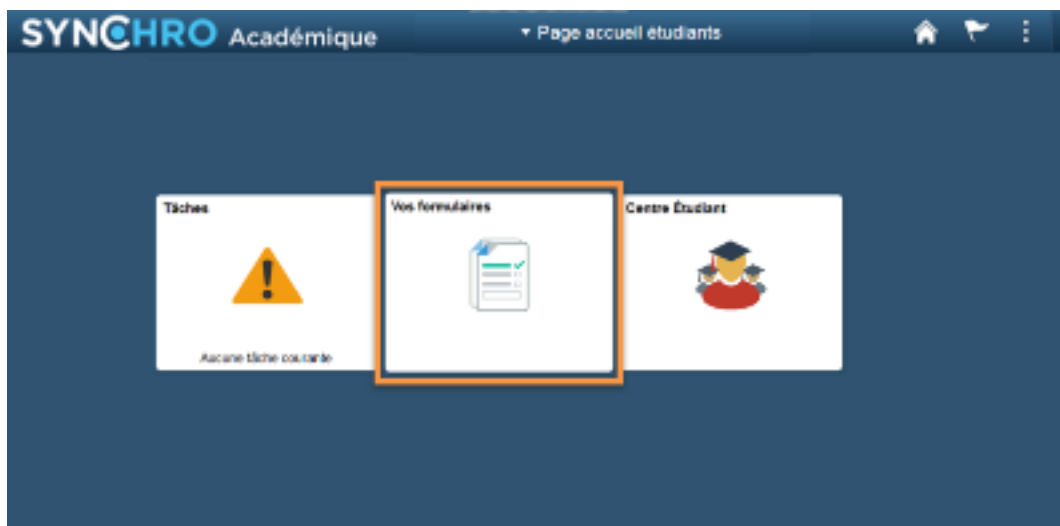 SYNCHRO Académique
Page accueil étudiants
Tâches
Vos formulaires
Centre Étudiant
Aucune tâche courante